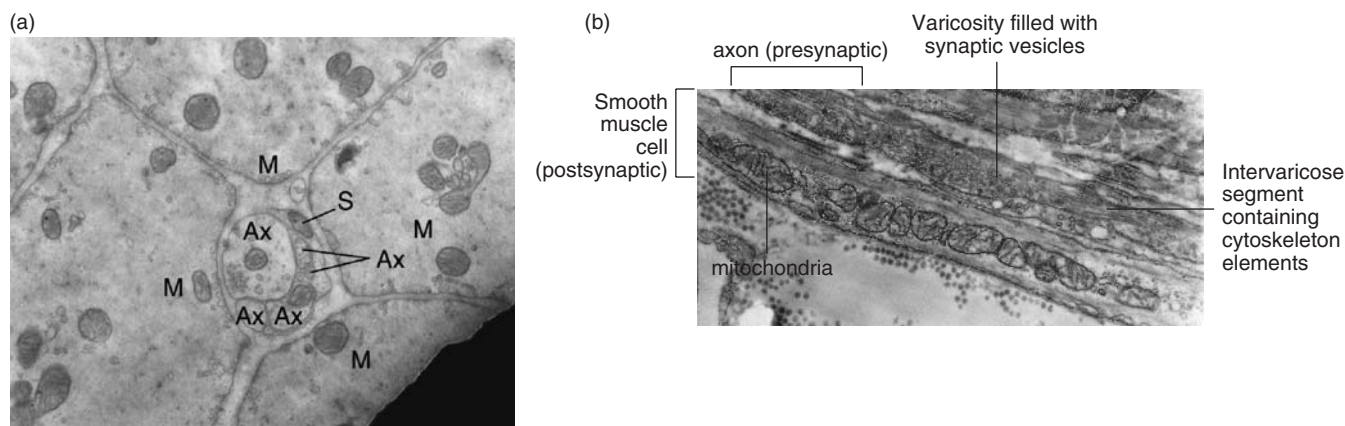 (a)
M
S
Ax
M
Ax
M
Ax Ax
M
(b)
axon (presynaptic)
Varicosity filled with
synaptic vesicles
Smooth
muscle
cell
(postsynaptic)
mitochondria
Intervaricose
segment
containing
cytoskeleton
elements